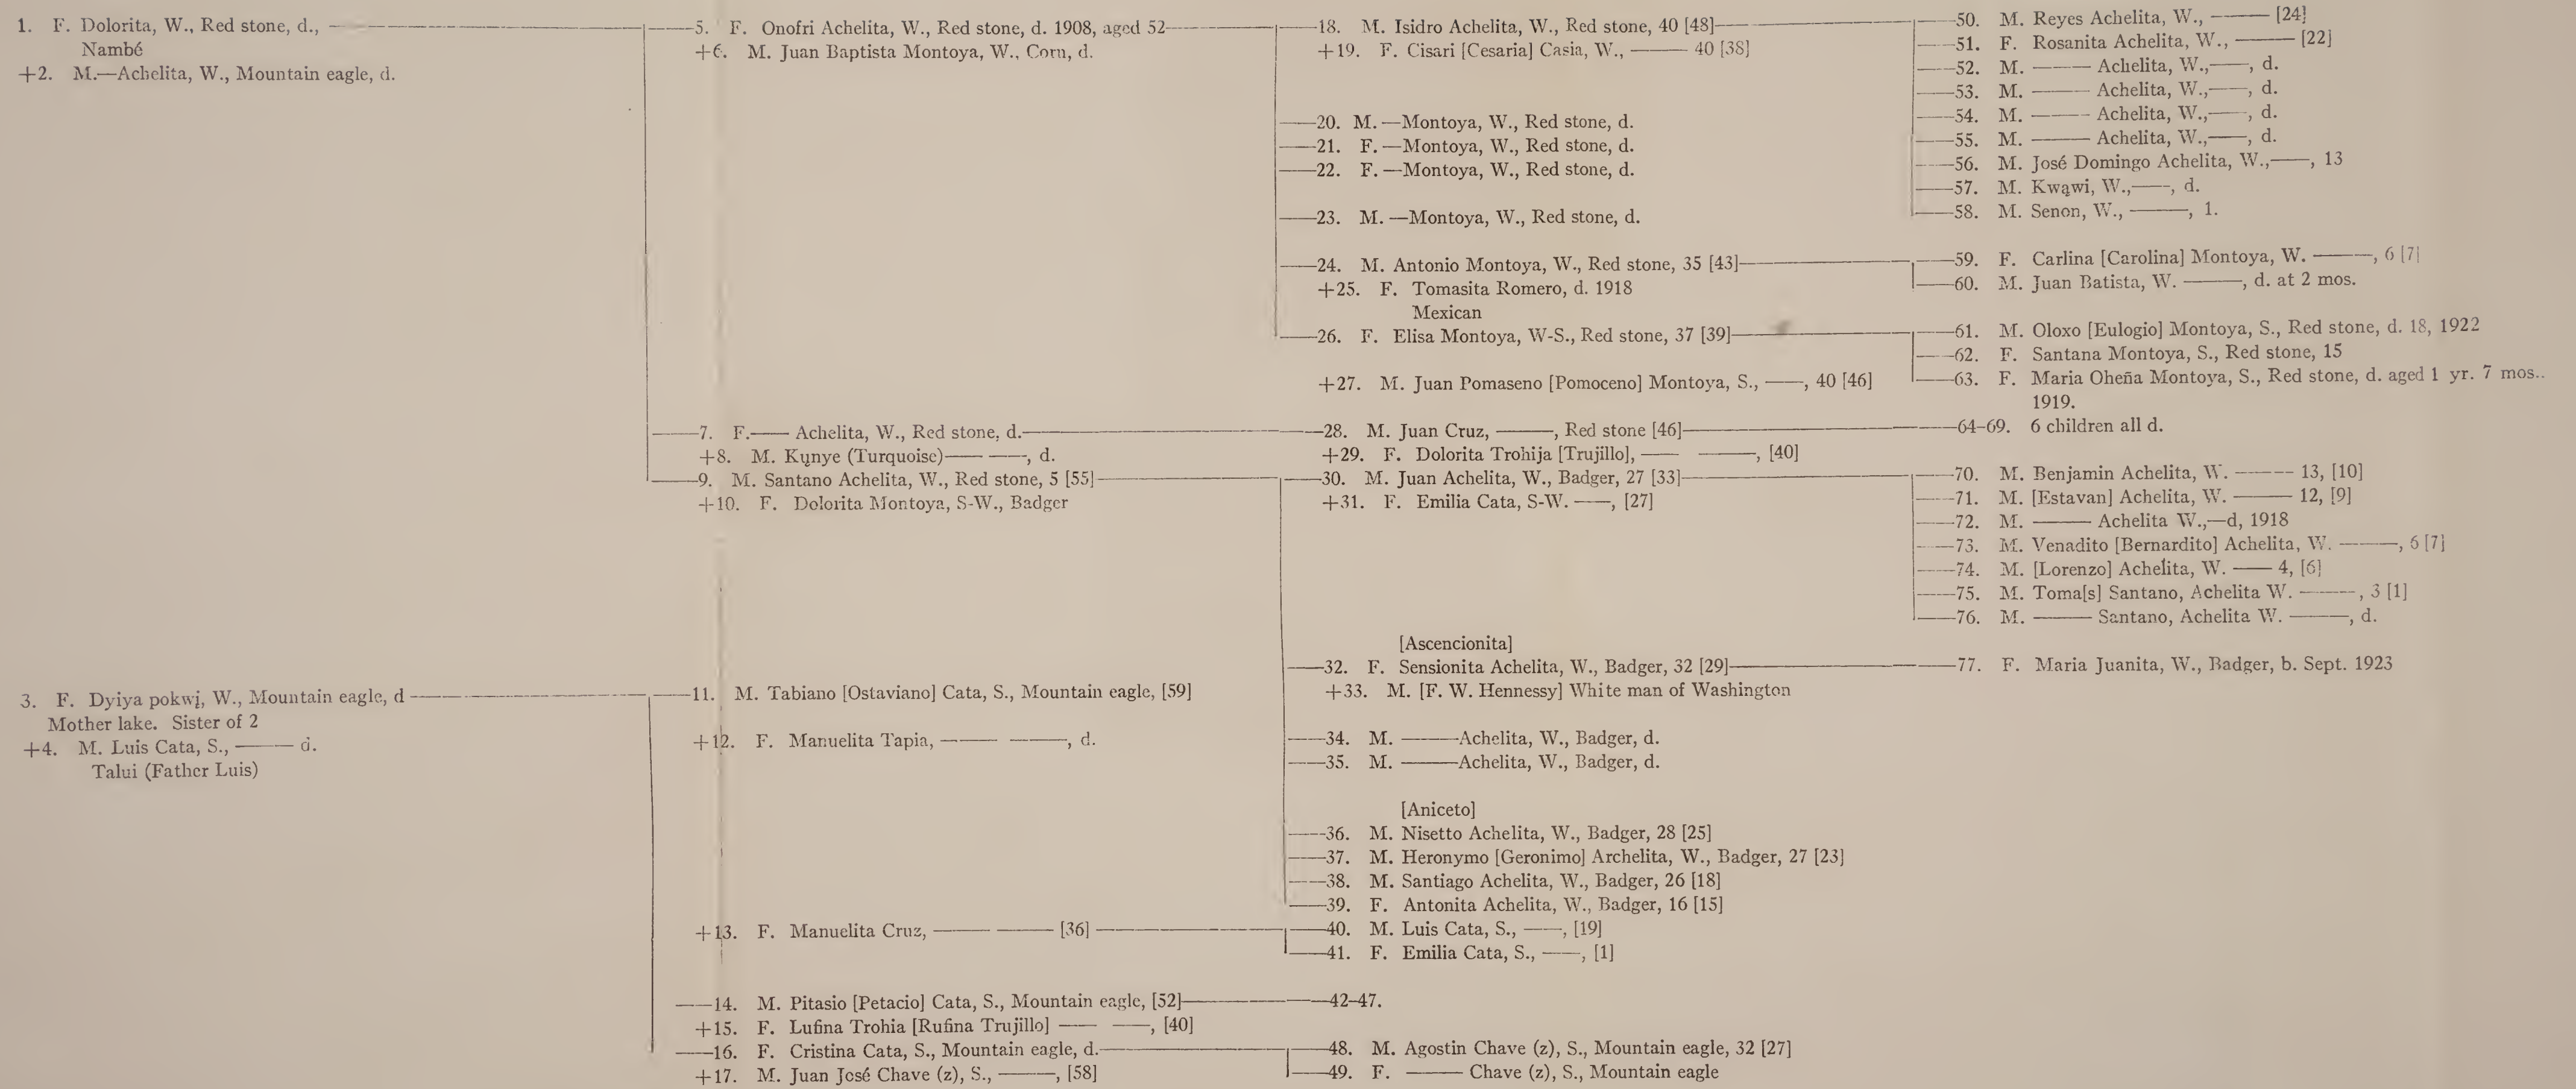 1. F. Dolorita, W., Red stone, d.,
Nambé
+2. M.—Achelita, W., Mountain eagle, d.
3. F. Dyiya pokwi̧, W., Mountain eagle, d
Mother lake. Sister of 2
+4. M. Luis Cata, S., —— d.
Talui (Father Luis)
5. F. Onofri Achelita, W., Red stone, d. 1908, aged 52
+6. M. Juan Baptista Montoya, W., Corn, d.
7. F.—— Achelita, W., Red stone, d.
+8. M. Kųnye (Turquoise)—— ——, d.
9. M. Santano Achelita, W., Red stone, 5 [55]
+10. F. Dolorita Montoya, S-W., Badger
11. M. Tabiano [Ostaviano] Cata, S., Mountain eagle, [59]
+12. F. Manuelita Tapia, —— ——, d.
+13. F. Manuelita Cruz, —— —— [36]
14. M. Pitasio [Petacio] Cata, S., Mountain eagle, [52]
+15. F. Lufina Trohia [Rufina Trujillo] —— ——, [40]
16. F. Cristina Cata, S., Mountain eagle, d.
+17. M. Juan José Chave (z), S., ——, [58]
18. M. Isidro Achelita, W., Red stone, 40 [48]
+19. F. Cisari [Cesaria] Casia, W., —— 40 [38]
20. M. —Montoya, W., Red stone, d.
21. F. —Montoya, W., Red stone, d.
22. F. —Montoya, W., Red stone, d.
23. M. —Montoya, W., Red stone, d.
24. M. Antonio Montoya, W., Red stone, 35 [43]
+25. F. Tomasita Romero, d. 1918
Mexican
26. F. Elisa Montoya, W-S., Red stone, 37 [39]
+27. M. Juan Pomaseno [Pomoceno] Montoya, S., ——, 40 [46]
28. M. Juan Cruz, ——, Red stone [46]
+29. F. Dolorita Trohija [Trujillo], —— ——, [40]
30. M. Juan Achelita, W., Badger, 27 [33]
+31. F. Emilia Cata, S-W. ——, [27]
[Ascencionita]
32. F. Sensionita Achelita, W., Badger, 32 [29]
+33. M. [F. W. Hennessy] White man of Washington
34. M. ——Achelita, W., Badger, d.
35. M. ——Achelita, W., Badger, d.
[Aniceto]
36. M. Nisetto Achelita, W., Badger, 28 [25]
37. M. Heronymo [Geronimo] Archelita, W., Badger, 27 [23]
38. M. Santiago Achelita, W., Badger, 26 [18]
39. F. Antonita Achelita, W., Badger, 16 [15]
40. M. Luis Cata, S., ——, [19]
41. F. Emilia Cata, S., ——, [1]
42–47.
48. M. Agostin Chave (z), S., Mountain eagle, 32 [27]
49. F. —— Chave (z), S., Mountain eagle
50. M. Reyes Achelita, W., —— [24]
51. F. Rosanita Achelita, W., —— [22]
52. M. —— Achelita, W.,——, d.
53. M. —— Achelita, W.,——, d.
54. M. —— Achelita, W.,——, d.
55. M. —— Achelita, W.,——, d.
56. M. José Domingo Achelita, W.,——, 13
57. M. Kwąwi, W.,——, d.
58. M. Senon, W., ——, 1.
59. F. Carlina [Carolina] Montoya, W. ——, 6 [7]
60. M. Juan Batista, W. ——, d. at 2 mos.
61. M. Oloxo [Eulogio] Montoya, S., Red stone, d. 18, 1922
62. F. Santana Montoya, S., Red stone, 15
63. F. Maria Oheña Montoya, S., Red stone, d. aged 1 yr. 7 mos..
1919.
64–69. 6 children all d.
70. M. Benjamin Achelita, W. —— 13, [10]
71. M. [Estavan] Achelita, W. —— 12, [9]
72. M. —— Achelita W.,—d, 1918
73. M. Venadito [Bernardito] Achelita, W. ——, 6 [7]
74. M. [Lorenzo] Achelita, W. —— 4, [6]
75. M. Toma[s] Santano, Achelita W. ——, 3 [1]
76. M. —— Santano, Achelita W. ——, d.
77. F. Maria Juanita, W., Badger, b. Sept. 1923